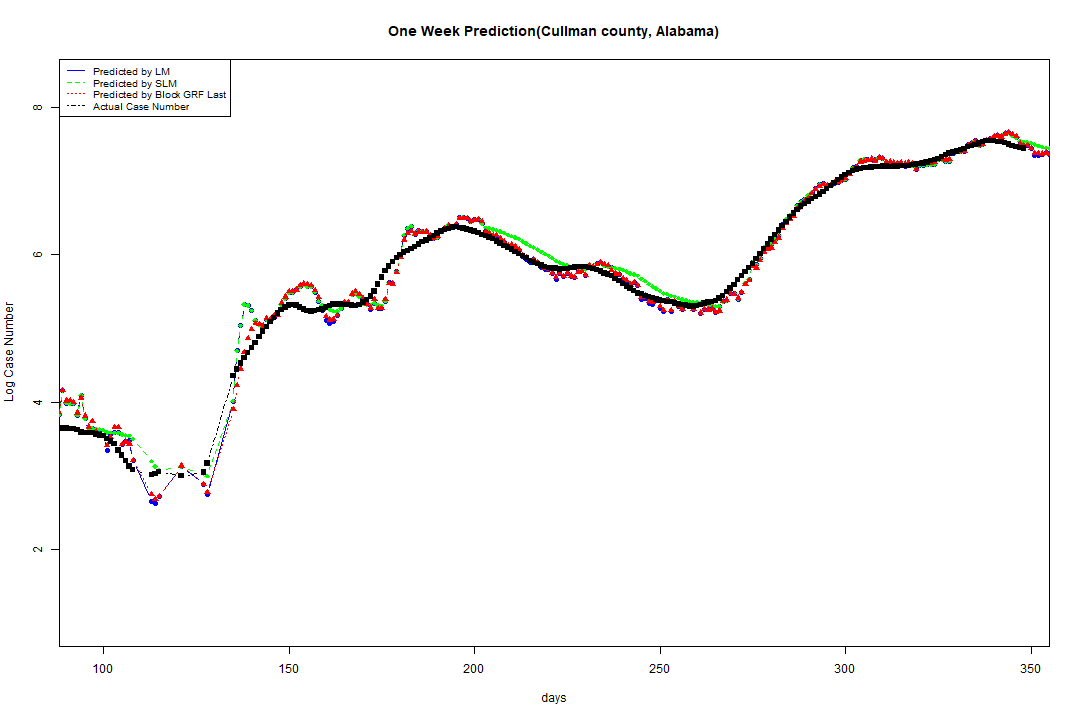 One Week Prediction(Cullman county, Alabama)
Predicted by LM
Predicted by SLM
Predicted by Block GRF Last
Actual Case Number
8
6
4
2
Log Case Number
100 150 200 250 300 350
days